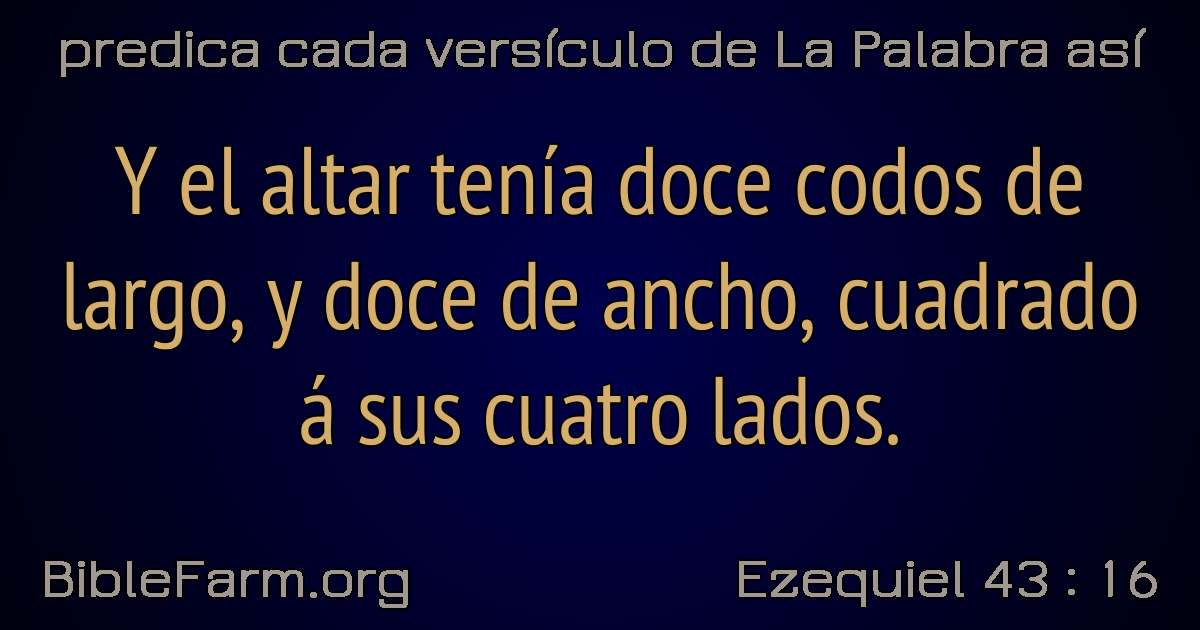 predica cada versículo de La Palabra así
Y el altar tenía doce codos de
largo, y doce de ancho, cuadrado
á sus cuatro lados.
BibleFarm.org
Ezequiel 43 : 16